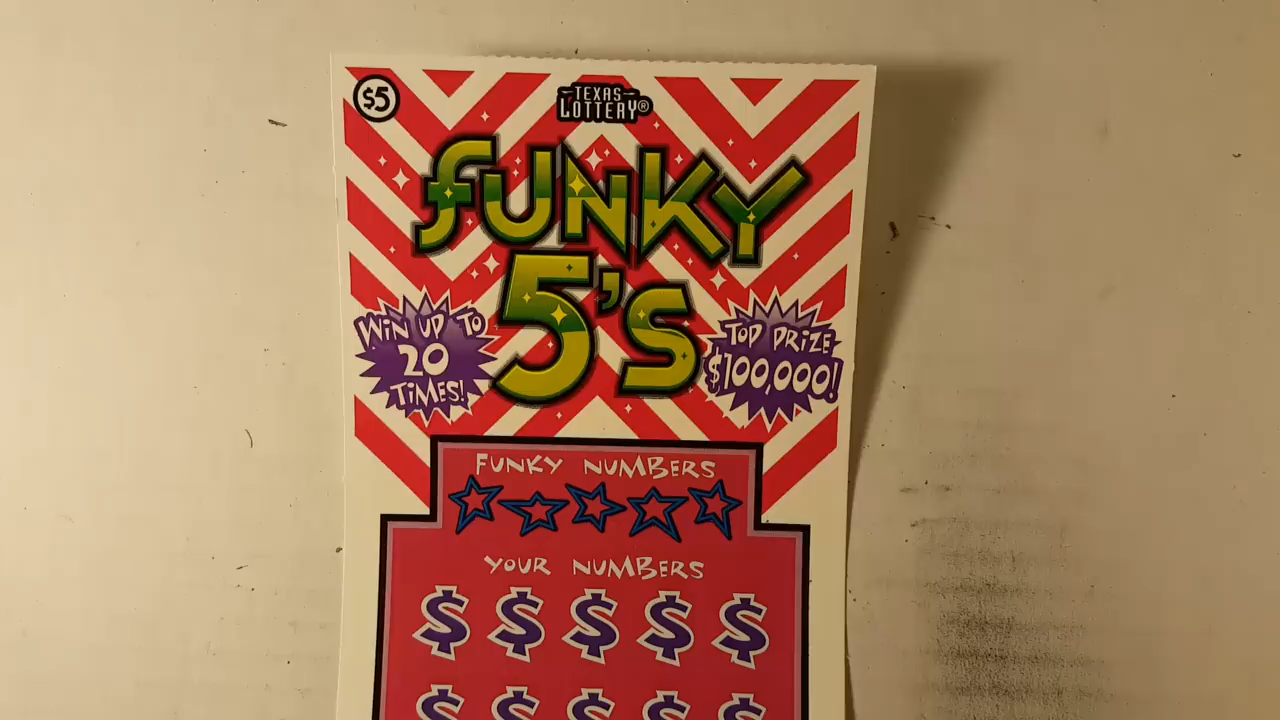 $5
TEXAS
LOTTERY®
FUNKY
5'S
WIN UP TO
20
TIMES!
TOP PRIZE
$100,000!
FUNKY NUMBERS
YOUR NUMBERS
$ $ $ $ $
$ $ $ $ $